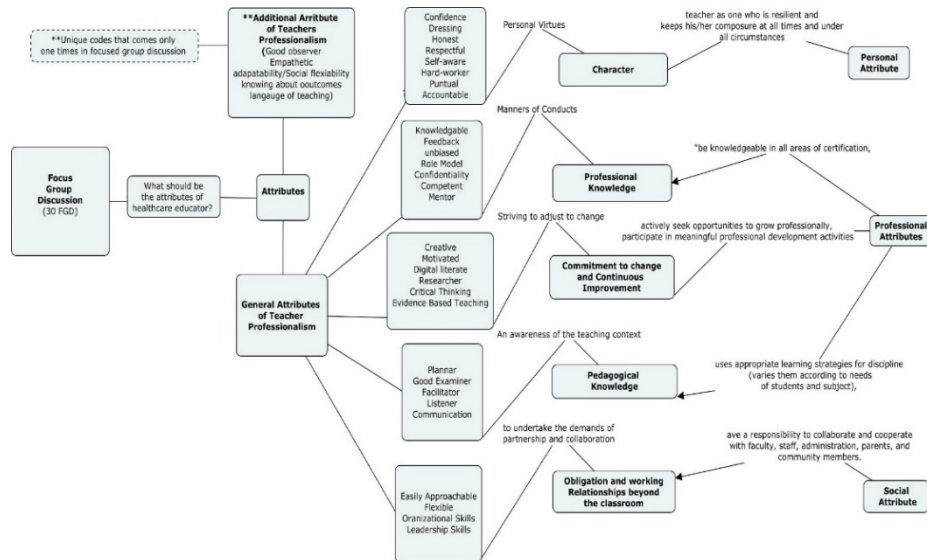 **Unique codes that comes only
one times in focused group discussion
**Additional Arritbute
of Teachers
Professionalism
(Good observer
Empathetic
adapatability/Social flexiability
knowing about ooutcomes
langauge of teaching)
Focus
Group
Discussion
(30 FGD)
What should be
the attributes of
healthcare educator?
Attributes
General Attributes
of Teacher
Professionalism
Confidence
Dressing
Honest
Respectful
Self-aware
Hard-worker
Puntual
Accountable
Knowledgable
Feedback
unbiased
Role Model
Confidentiality
Competent
Mentor
Creative
Motivated
Digital literate
Researcher
Critical Thinking
Evidence Based Teaching
Plannar
Good Examiner
Facilitator
Listener
Communication
Easily Approachable
Flexible
Oranizational Skills
Leadership Skills
Personal Virtues
Character
teacher as one who is resilient and
keeps his/her composure at all times and under
all circumstances
Personal
Attribute
Manners of Conducts
Professional
Knowledge
"be knowledgeable in all areas of certification,
Professional
Attributes
Striving to adjust to change
Commitment to change
and Continuous
Improvement
actively seek opportunities to grow professionally,
participate in meaningful professional development activities
An awareness of the teaching context
Pedagogical
Knowledge
uses appropriate learning strategies for discipline
(varies them according to needs
of students and subject),
to undertake the demands of
partnership and collaboration
Obligation and working
Relationships beyond
the classroom
ave a responsibility to collaborate and cooperate
with faculty, staff, administration, parents, and
community members.
Social
Attribute